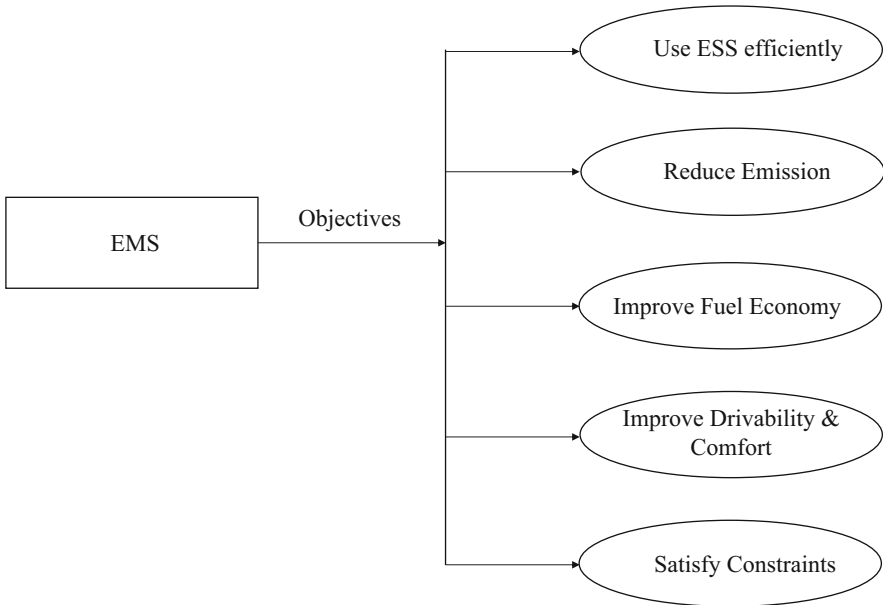 Use ESS efficiently
Reduce Emission
EMS
Objectives
Improve Fuel Economy
Improve Drivability &
Comfort
Satisfy Constraints